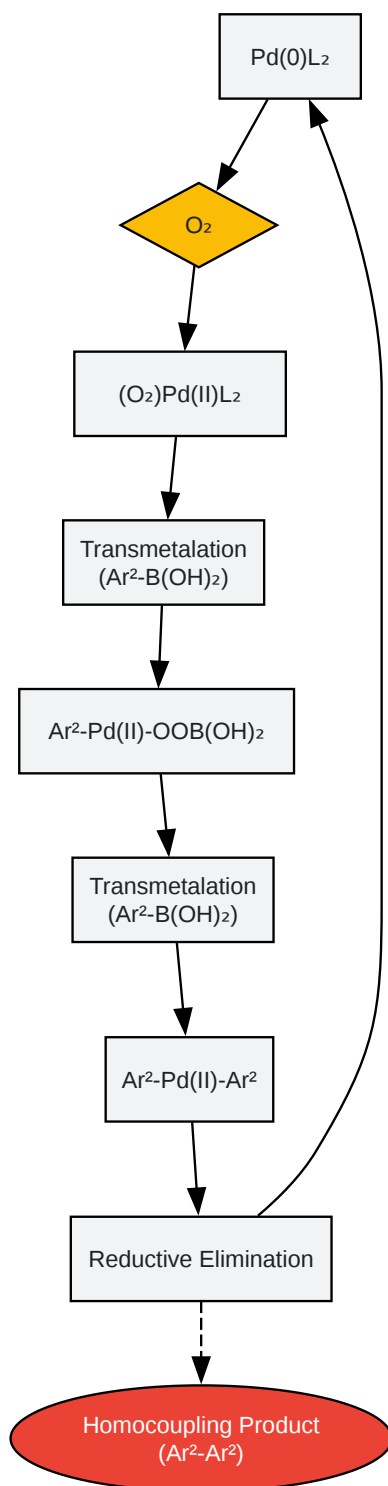 Pd(0)L₂
O₂
(O₂)Pd(II)L₂
Transmetalation
(Ar²-B(OH)₂)
Ar²-Pd(II)-OOB(OH)₂
Transmetalation
(Ar²-B(OH)₂)
Ar²-Pd(II)-Ar²
Reductive Elimination
Homocoupling Product
(Ar²-Ar²)